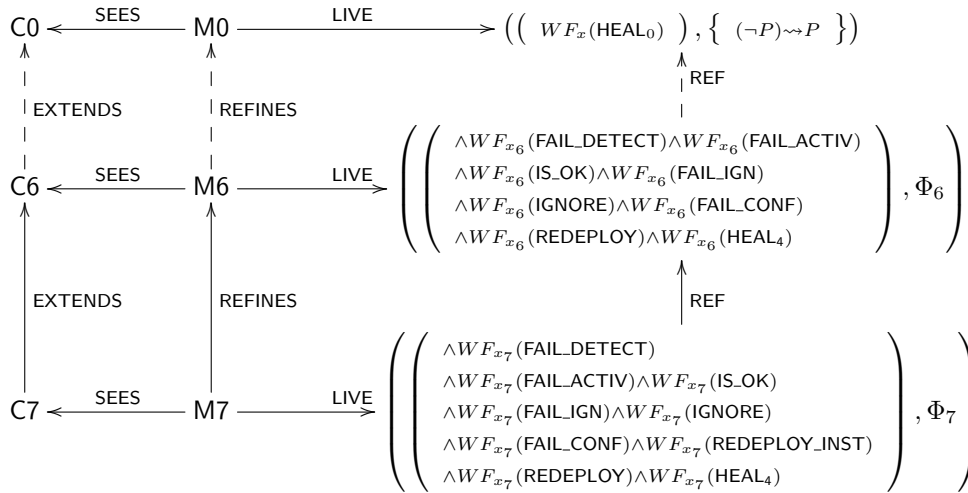 C0 SEES M0 LIVE (( WF_x(HEAL_0) ), { (¬P)⇝P })
EXTENDS REFINES REF
∧WF_{x_6}(FAIL_DETECT)∧WF_{x_6}(FAIL_ACTIV)
∧WF_{x_6}(IS_OK)∧WF_{x_6}(FAIL_IGN)
C6 SEES M6 LIVE , Φ_6
∧WF_{x_6}(IGNORE)∧WF_{x_6}(FAIL_CONF)
∧WF_{x_6}(REDEPLOY)∧WF_{x_6}(HEAL_4)
EXTENDS REFINES REF
∧WF_{x_7}(FAIL_DETECT)
∧WF_{x_7}(FAIL_ACTIV)∧WF_{x_7}(IS_OK)
C7 SEES M7 LIVE ∧WF_{x_7}(FAIL_IGN)∧WF_{x_7}(IGNORE) , Φ_7
∧WF_{x_7}(FAIL_CONF)∧WF_{x_7}(REDEPLOY_INST)
∧WF_{x_7}(REDEPLOY)∧WF_{x_7}(HEAL_4)